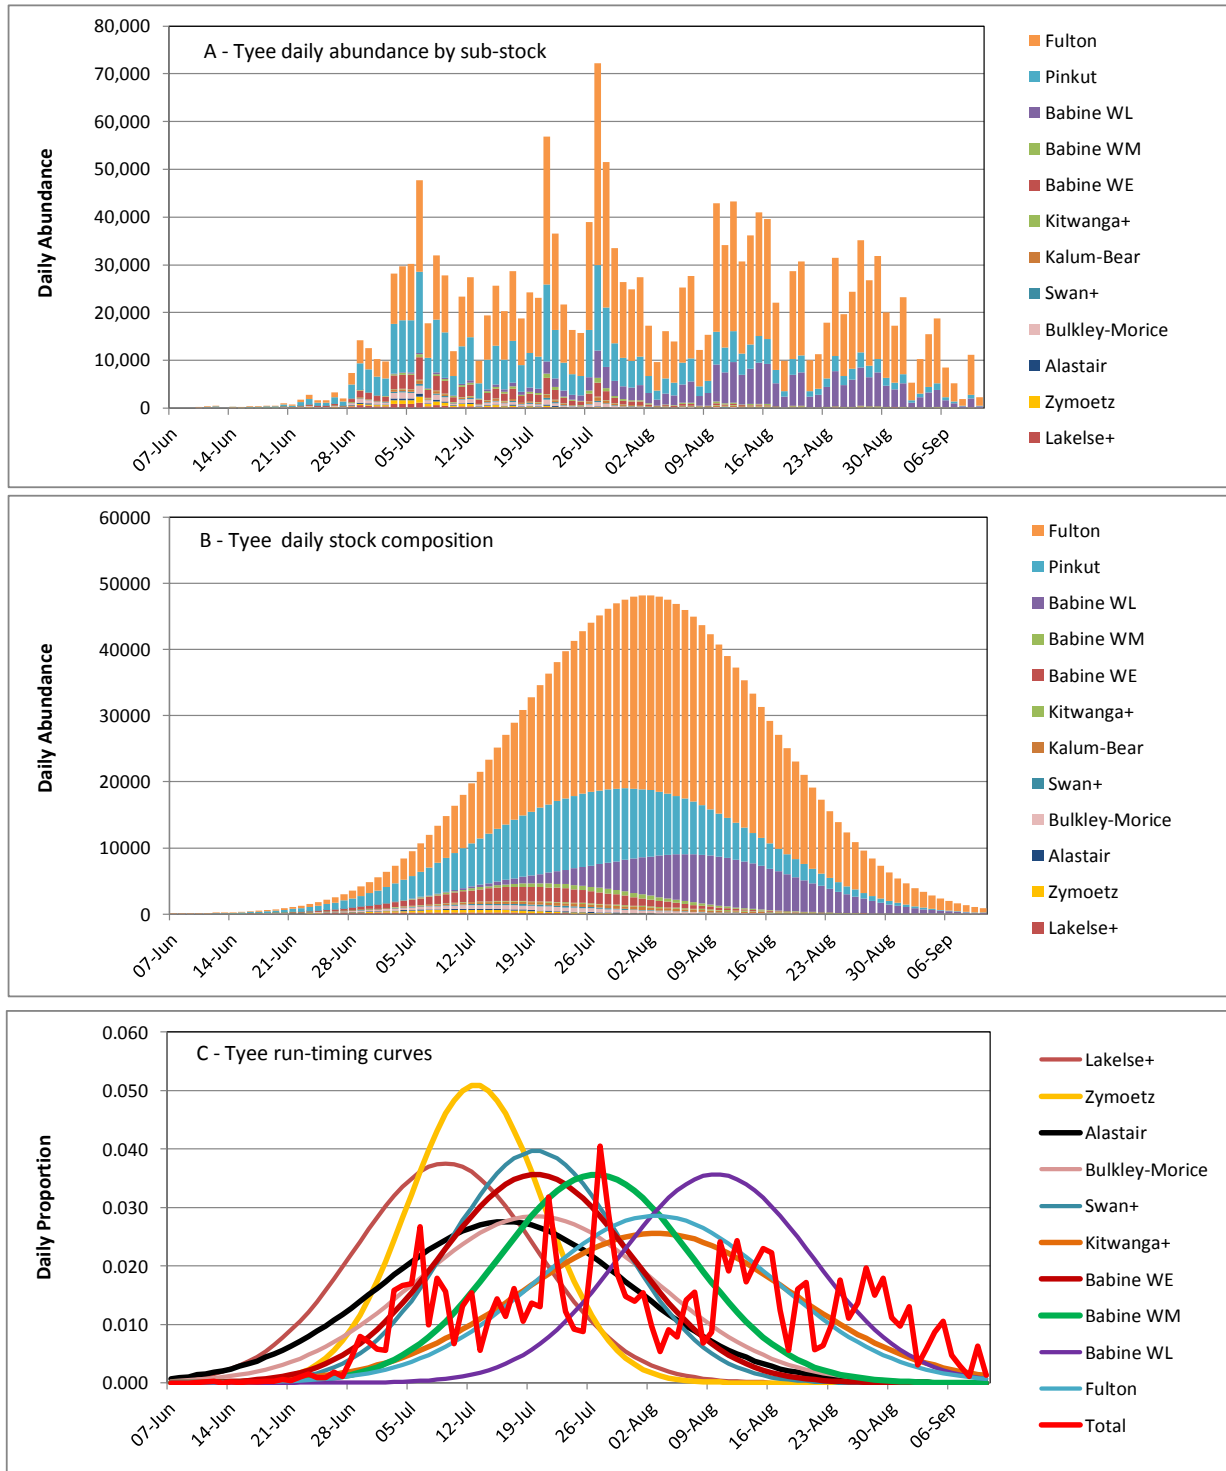 A - Tyee daily abundance by sub-stock
Daily Abundance
80,000
70,000
60,000
50,000
40,000
30,000
20,000
10,000
0
07-Jun
14-Jun
21-Jun
28-Jun
05-Jul
12-Jul
19-Jul
26-Jul
02-Aug
09-Aug
16-Aug
23-Aug
30-Aug
06-Sep
Fulton
Pinkut
Babine WL
Babine WM
Babine WE
Kitwanga+
Kalum-Bear
Swan+
Bulkley-Morice
Alastair
Zymoetz
Lakelse+
B - Tyee daily stock composition
Daily Abundance
60000
50000
40000
30000
20000
10000
0
07-Jun
14-Jun
21-Jun
28-Jun
05-Jul
12-Jul
19-Jul
26-Jul
02-Aug
09-Aug
16-Aug
23-Aug
30-Aug
06-Sep
Fulton
Pinkut
Babine WL
Babine WM
Babine WE
Kitwanga+
Kalum-Bear
Swan+
Bulkley-Morice
Alastair
Zymoetz
Lakelse+
C - Tyee run-timing curves
Daily Proportion
0.060
0.050
0.040
0.030
0.020
0.010
0.000
07-Jun
14-Jun
21-Jun
28-Jun
05-Jul
12-Jul
19-Jul
26-Jul
02-Aug
09-Aug
16-Aug
23-Aug
30-Aug
06-Sep
Lakelse+
Zymoetz
Alastair
Bulkley-Morice
Swan+
Kitwanga+
Babine WE
Babine WM
Babine WL
Fulton
Total